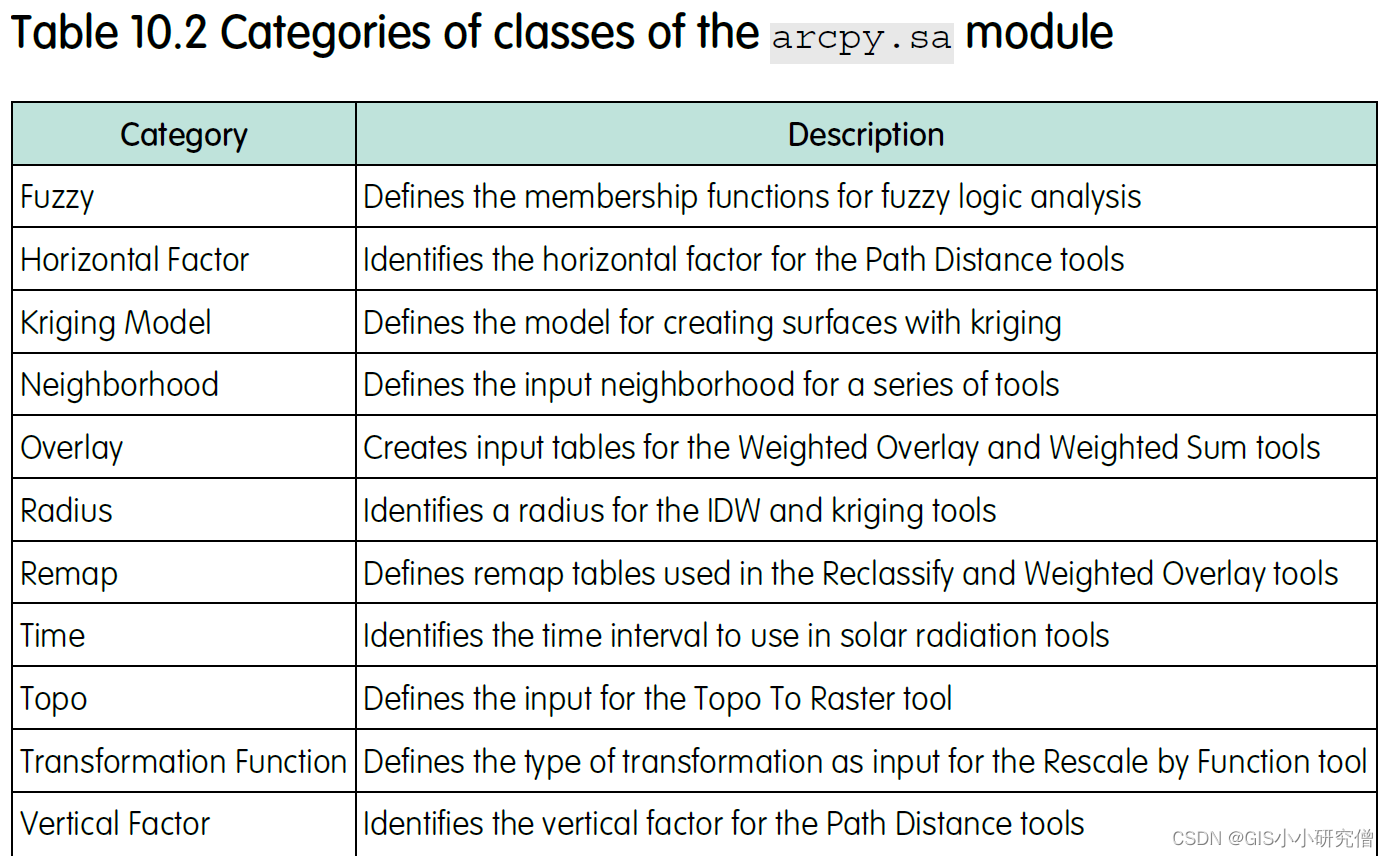 Table 10.2 Categories of classes of the arcpy.sa module
Category Description
Fuzzy Defines the membership functions for fuzzy logic analysis
Horizontal Factor Identifies the horizontal factor for the Path Distance tools
Kriging Model Defines the model for creating surfaces with kriging
Neighborhood Defines the input neighborhood for a series of tools
Overlay Creates input tables for the Weighted Overlay and Weighted Sum tools
Radius Identifies a radius for the IDW and kriging tools
Remap Defines remap tables used in the Reclassify and Weighted Overlay tools
Time Identifies the time interval to use in solar radiation tools
Topo Defines the input for the Topo To Raster tool
Transformation Function Defines the type of transformation as input for the Rescale by Function tool
Vertical Factor Identifies the vertical factor for the Path Distance tools
CSDN @GIS小小研究僧